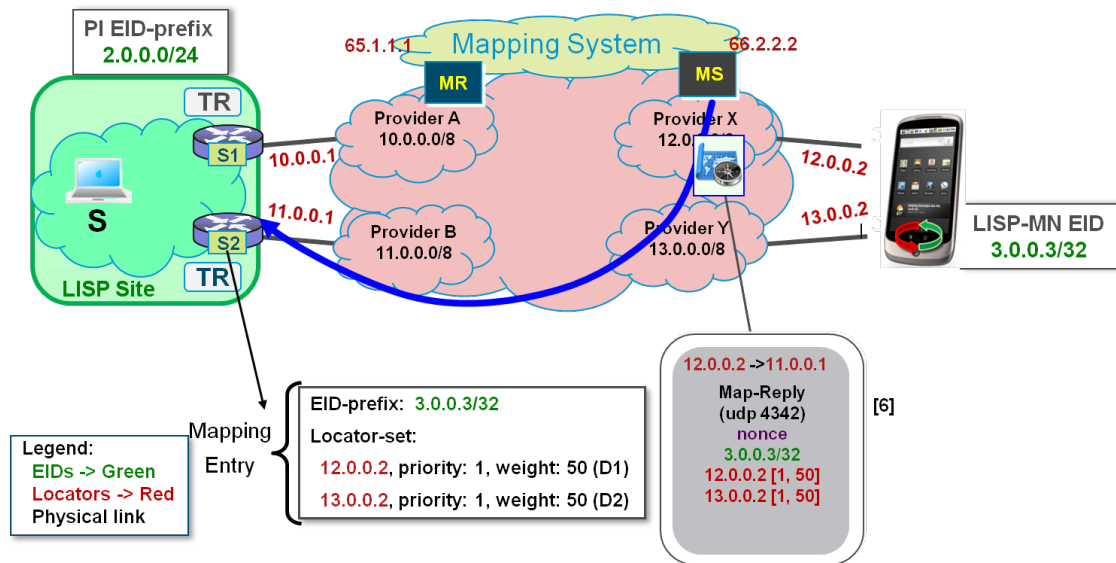 PI EID-prefix
2.0.0.0/24
65.1.1.1
Mapping System
66.2.2.2
MR
MS
TR
S1
10.0.0.1
Provider A
10.0.0.0/8
Provider X
12.0.
12.0.0.2
S
11.0.0.1
S2
TR
LISP Site
Provider B
11.0.0.0/8
Provider Y
13.0.0.0/8
13.0.0.2
LISP-MN EID
3.0.0.3/32
Mapping
Entry
EID-prefix: 3.0.0.3/32
Locator-set:
12.0.0.2, priority: 1, weight: 50 (D1)
13.0.0.2, priority: 1, weight: 50 (D2)
12.0.0.2 ->11.0.0.1
Map-Reply
(udp 4342)
nonce
3.0.0.3/32
12.0.0.2 [1, 50]
13.0.0.2 [1, 50]
[6]
Legend:
EIDs -> Green
Locators -> Red
Physical link